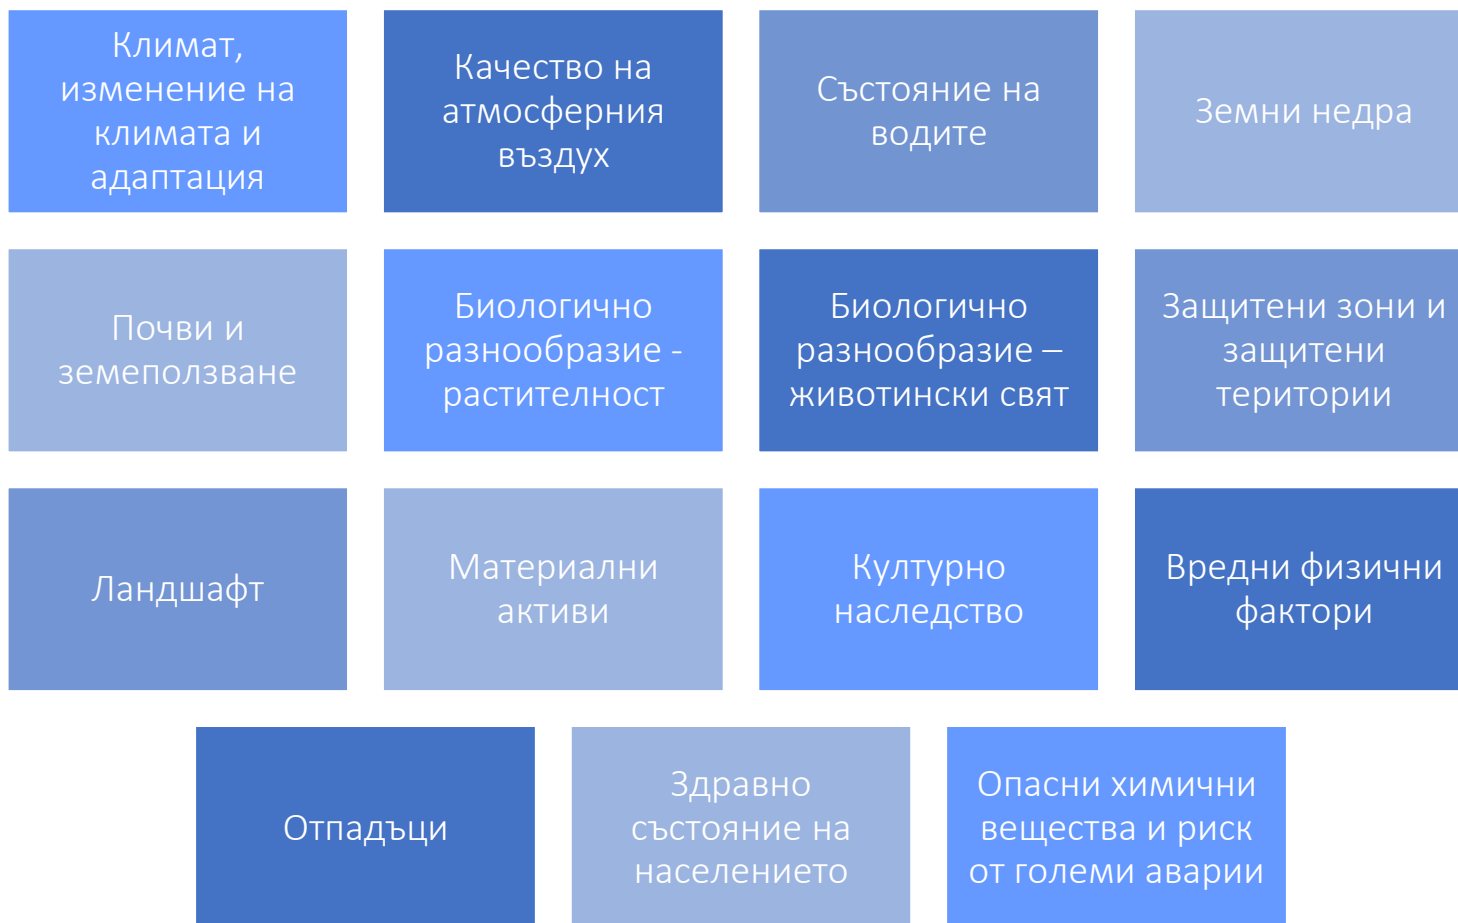 Климат,
изменение на
климата и
адаптация
Качество на
атмосферния
въздух
Състояние на
водите
Земни недра
Почви и
земеползване
Биологично
разнообразие -
растителност
Биологично
разнообразие –
животински свят
Защитени зони и
защитени
територии
Ландшафт
Материални
активи
Културно
наследство
Вредни физични
фактори
Отпадъци
Здравно
състояние на
населението
Опасни химични
вещества и риск
от големи аварии